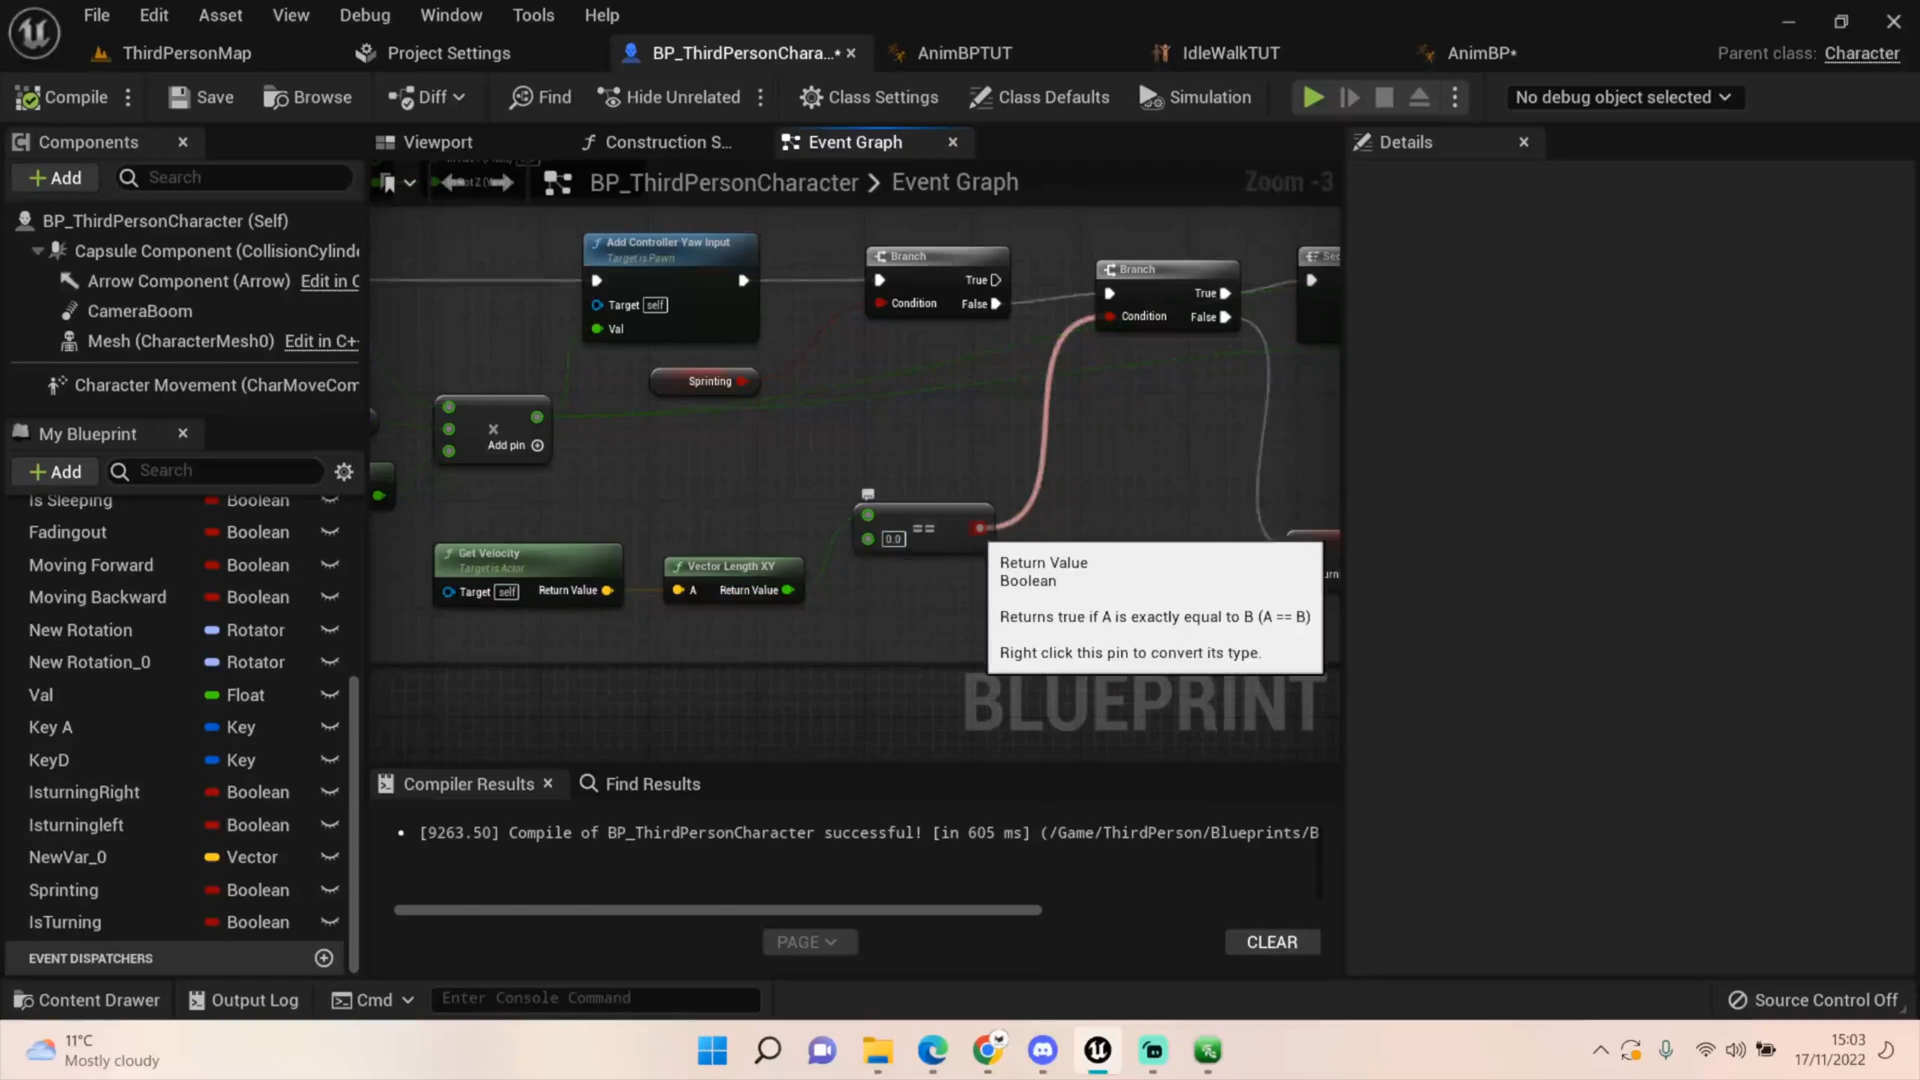 File Edit Asset View Debug Window Tools Help
ThirdPersonMap Project Settings BP_ThirdPersonChara...* AnimBPTUT IdleWalkTUT AnimBP* Parent class: Character
Compile Save Browse Diff Find Hide Unrelated Class Settings Class Defaults Simulation No debug object selected
Components Viewport Construction S... Event Graph Details
Add Search
BP_ThirdPersonCharacter > Event Graph Zoom -3
BP_ThirdPersonCharacter (Self)
Capsule Component (CollisionCylinde
Arrow Component (Arrow) Edit in C
CameraBoom
Mesh (CharacterMesh0) Edit in C+
Character Movement (CharMoveCom
My Blueprint
Add Search
Is Sleeping Boolean
Fadingout Boolean
Moving Forward Boolean
Moving Backward Boolean
New Rotation Rotator
New Rotation_0 Rotator
Val Float
Key A Key
KeyD Key
IsturningRight Boolean
Isturningleft Boolean
NewVar_0 Vector
Sprinting Boolean
IsTurning Boolean
EVENT DISPATCHERS
Add Controller Yaw Input
Target is Pawn
Target self
Val
Branch
True
Condition False
Branch
True
Condition False
Sprinting
Add pin
Get Velocity
Target is Actor
Target self Return Value
Vector Length XY
A Return Value
0.0 ==
Return Value
Boolean
Returns true if A is exactly equal to B (A == B)
Right click this pin to convert its type.
BLUEPRINT
Compiler Results Find Results
[9263.50] Compile of BP_ThirdPersonCharacter successful! [in 605 ms] (/Game/ThirdPerson/Blueprints/B
PAGE CLEAR
Content Drawer Output Log Cmd Enter Console Command Source Control Off
11°C
Mostly cloudy
15:03
17/11/2022